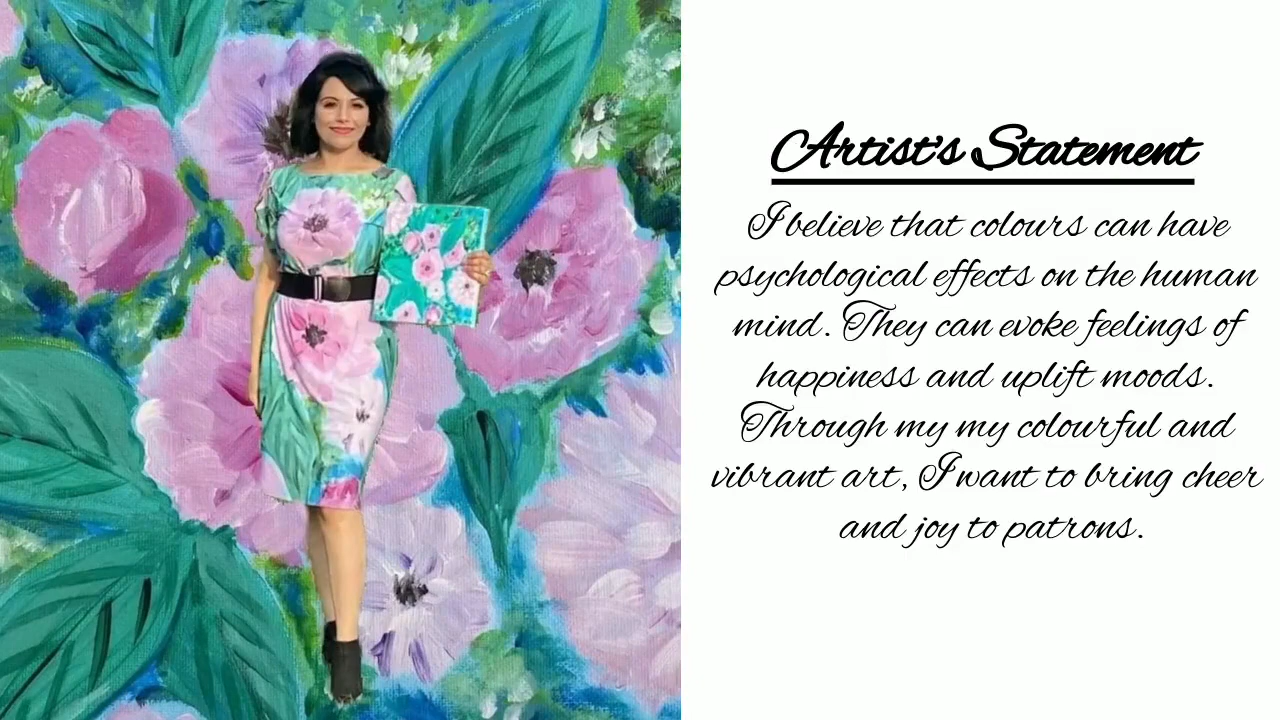 Artist's Statement
I believe that colours can have
psychological effects on the human
mind. They can evoke feelings of
happiness and uplift moods.
Through my my colourful and
vibrant art, I want to bring cheer
and joy to patrons.